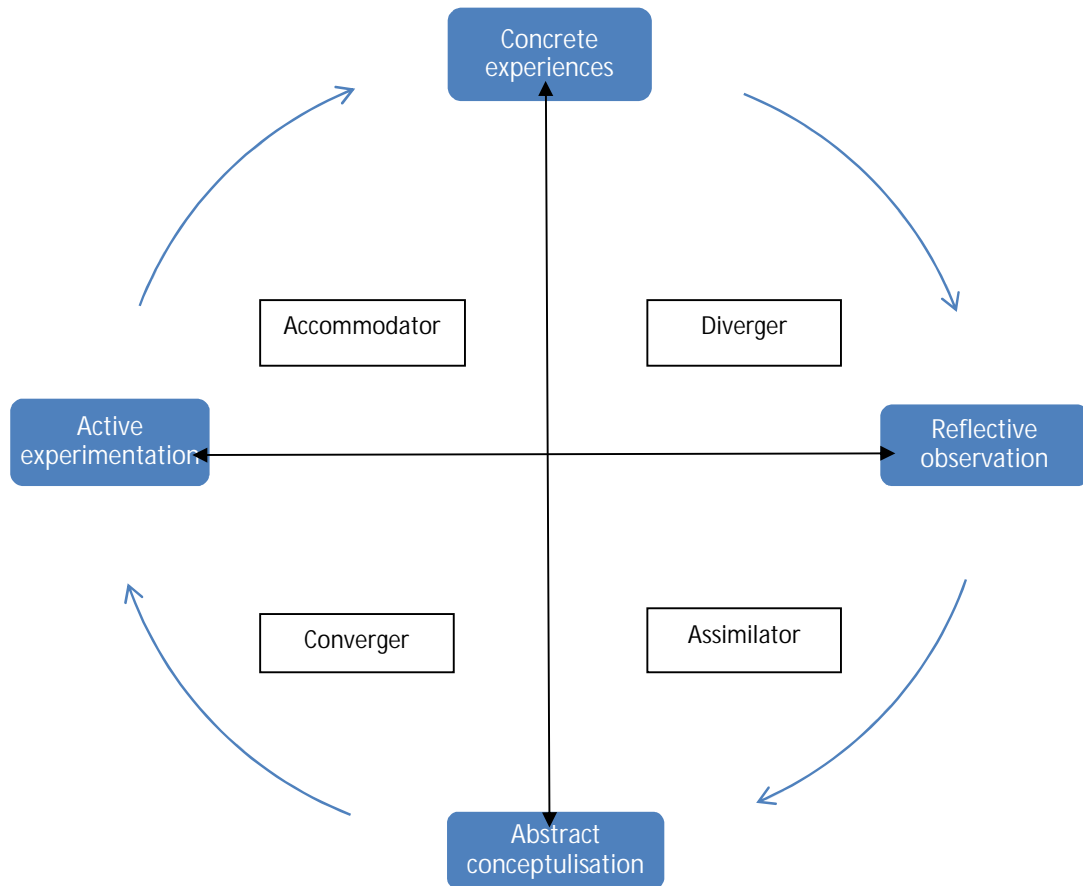 Concrete
experiences
Accommodator
Diverger
Active
experimentation
Reflective
observation
Converger
Assimilator
Abstract
conceptulisation